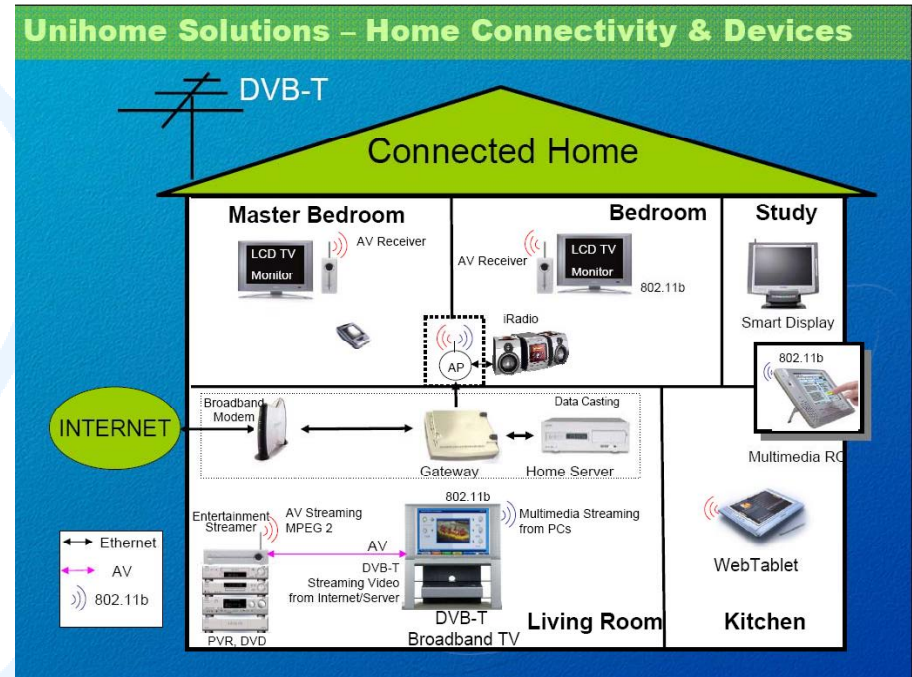 Unihome Solutions – Home Connectivity & Devices
DVB-T
Connected Home
Master Bedroom
Bedroom
Study
LCD TV
Monitor
AV Receiver
AV Receiver
LCD TV
Monitor
802.11b
Smart Display
iRadio
AP
802.11b
Multimedia RC
INTERNET
Broadband
Modem
Gateway
Data Casting
Home Server
Entertainment
Streamer
AV Streaming
MPEG 2
AV
DVB-T
Streaming Video
from Internet/Server
802.11b
Multimedia Streaming
from PCs
PVR, DVD
DVB-T
Broadband TV
Living Room
WebTablet
Kitchen
Ethernet
AV
802.11b